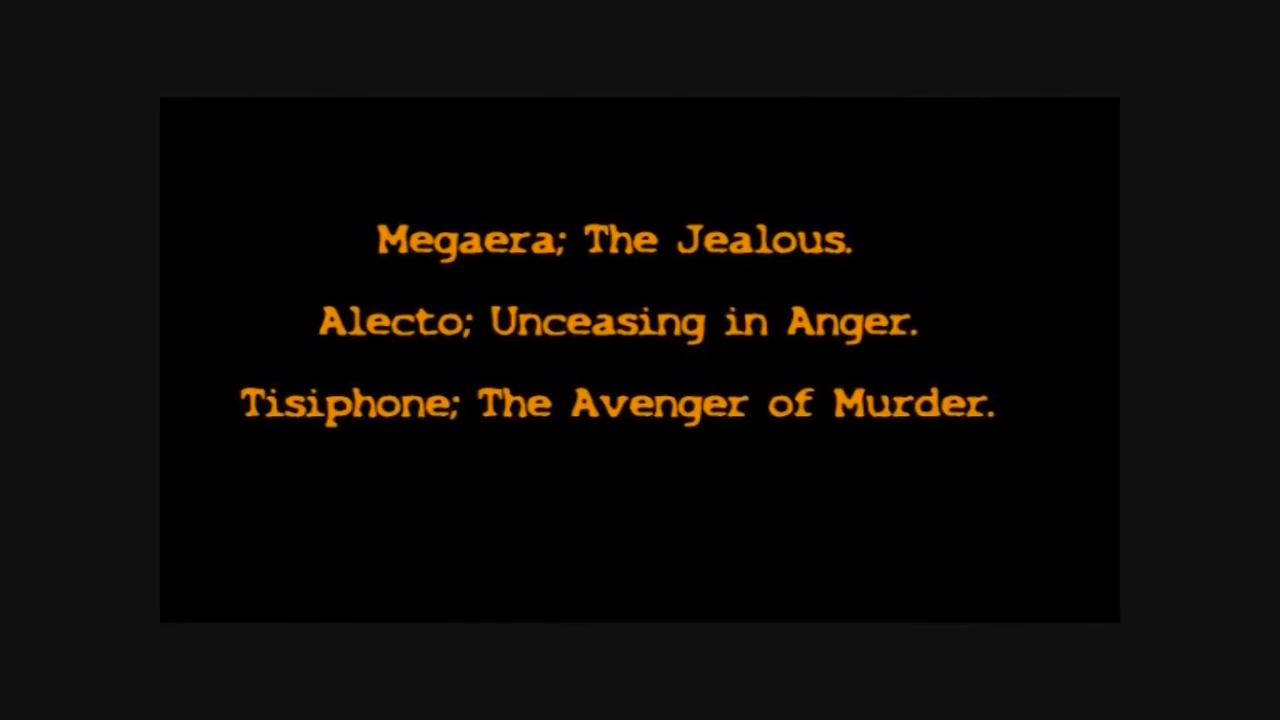 Megaera; The Jealous.
Alecto; Unceasing in Anger.
Tisiphone; The Avenger of Murder.